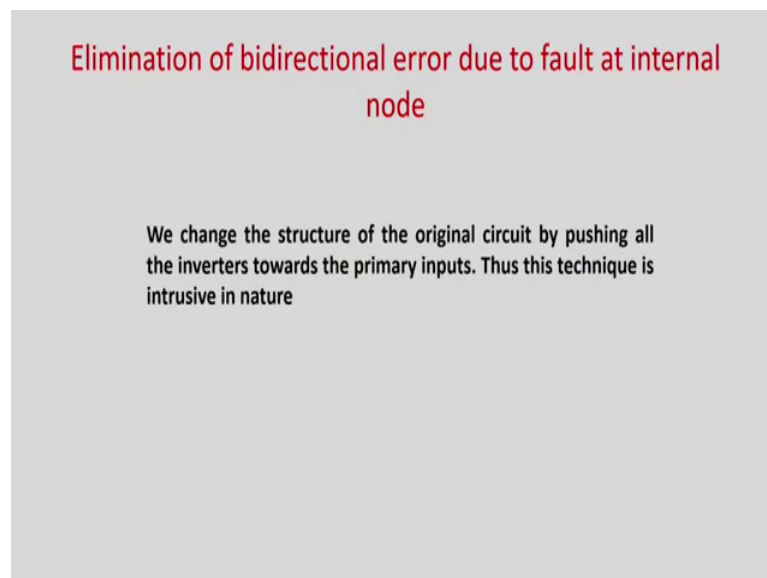 Elimination of bidirectional error due to fault at internal
node
We change the structure of the original circuit by pushing all
the inverters towards the primary inputs. Thus this technique is
intrusive in nature